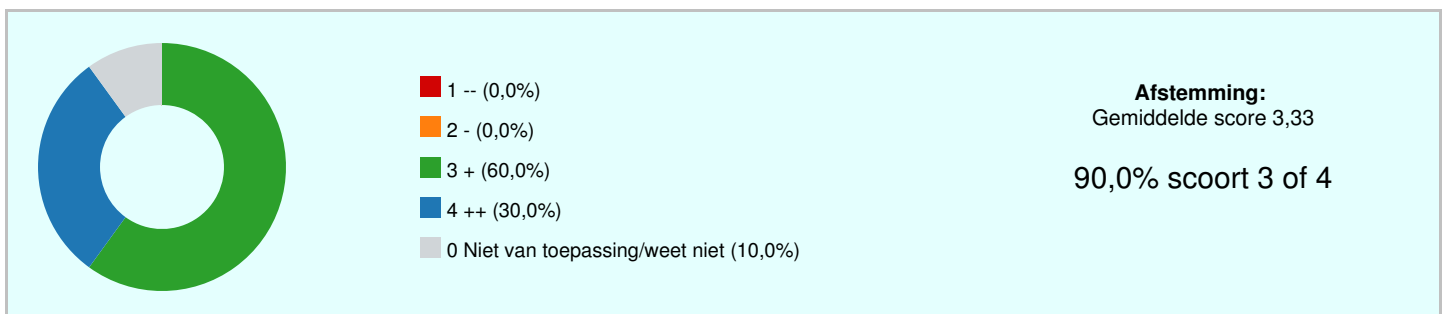 1 -- (0,0%)
2 - (0,0%)
3 + (60,0%)
4 ++ (30,0%)
0 Niet van toepassing/weet niet (10,0%)
Afstemming:
Gemiddelde score 3,33
90,0% scoort 3 of 4